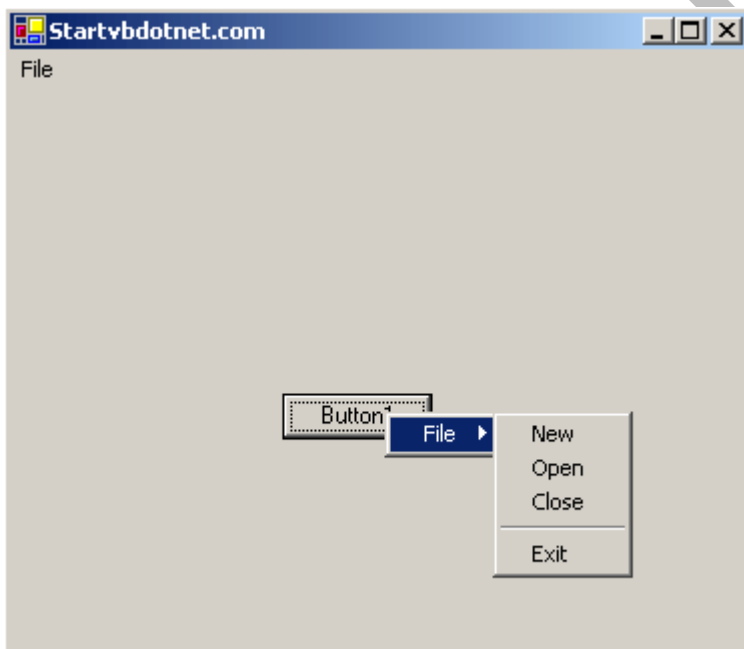 Startvbdotnet.com
File
Button1
File
New
Open
Close
Exit